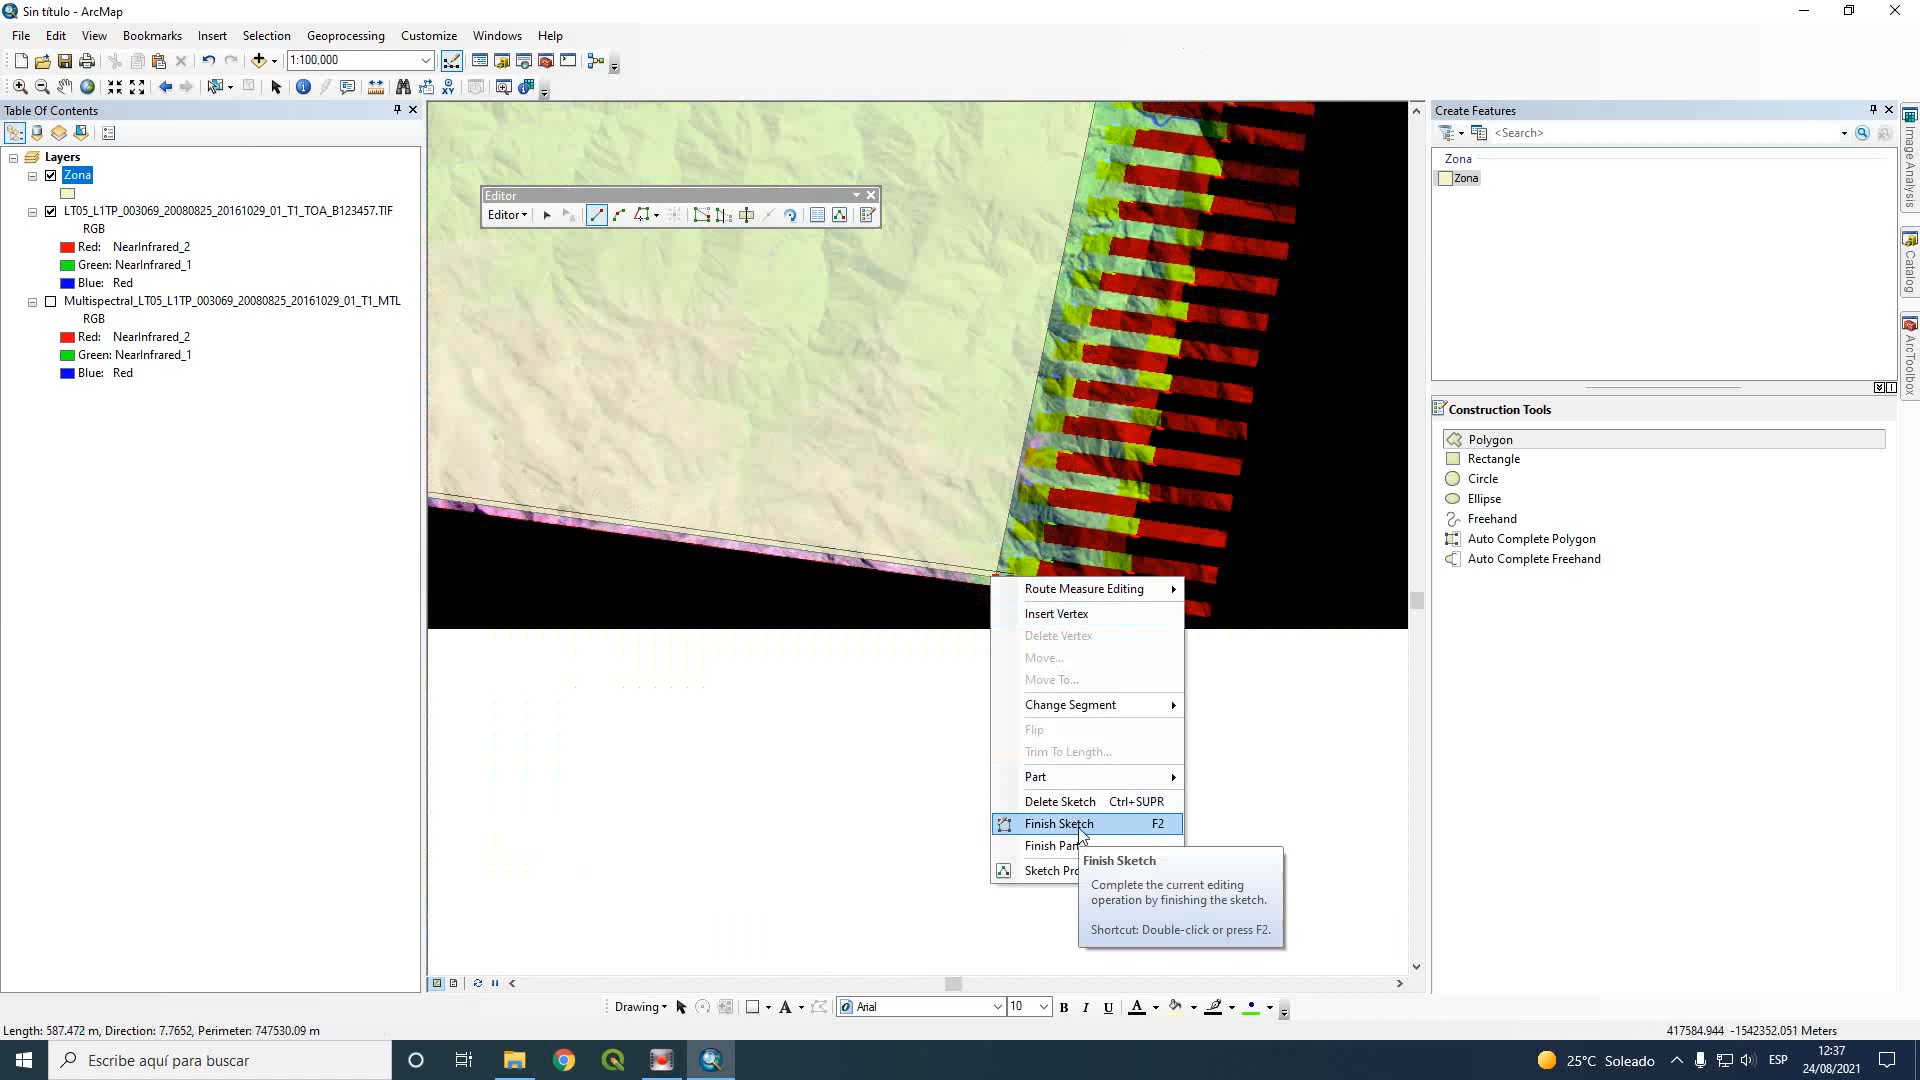 Sin título - ArcMap
File Edit View Bookmarks Insert Selection Geoprocessing Customize Windows Help
1:100,000
Table Of Contents
Layers
Zona
LT05_L1TP_003069_20080825_20161029_01_T1_TOA_B123457.TIF
RGB
Red: NearInfrared_2
Green: NearInfrared_1
Blue: Red
Multispectral_LT05_L1TP_003069_20080825_20161029_01_T1_MTL
RGB
Red: NearInfrared_2
Green: NearInfrared_1
Blue: Red
Editor
Editor
Route Measure Editing
Insert Vertex
Delete Vertex
Move...
Move To...
Change Segment
Flip
Trim To Length...
Part
Delete Sketch Ctrl+SUPR
Finish Sketch F2
Finish Part
Sketch Pro
Finish Sketch
Complete the current editing
operation by finishing the sketch.
Shortcut: Double-click or press F2.
Create Features
<Search>
Zona
Zona
Construction Tools
Polygon
Rectangle
Circle
Ellipse
Freehand
Auto Complete Polygon
Auto Complete Freehand
Image Analysis
Catalog
ArcToolbox
Drawing A Arial 10 B I U A
Length: 587.472 m, Direction: 7.7652, Perimeter: 747530.09 m
417584.944 -1542352.051 Meters
Escribe aquí para buscar
25°C Soleado
ESP
12:37
24/08/2021